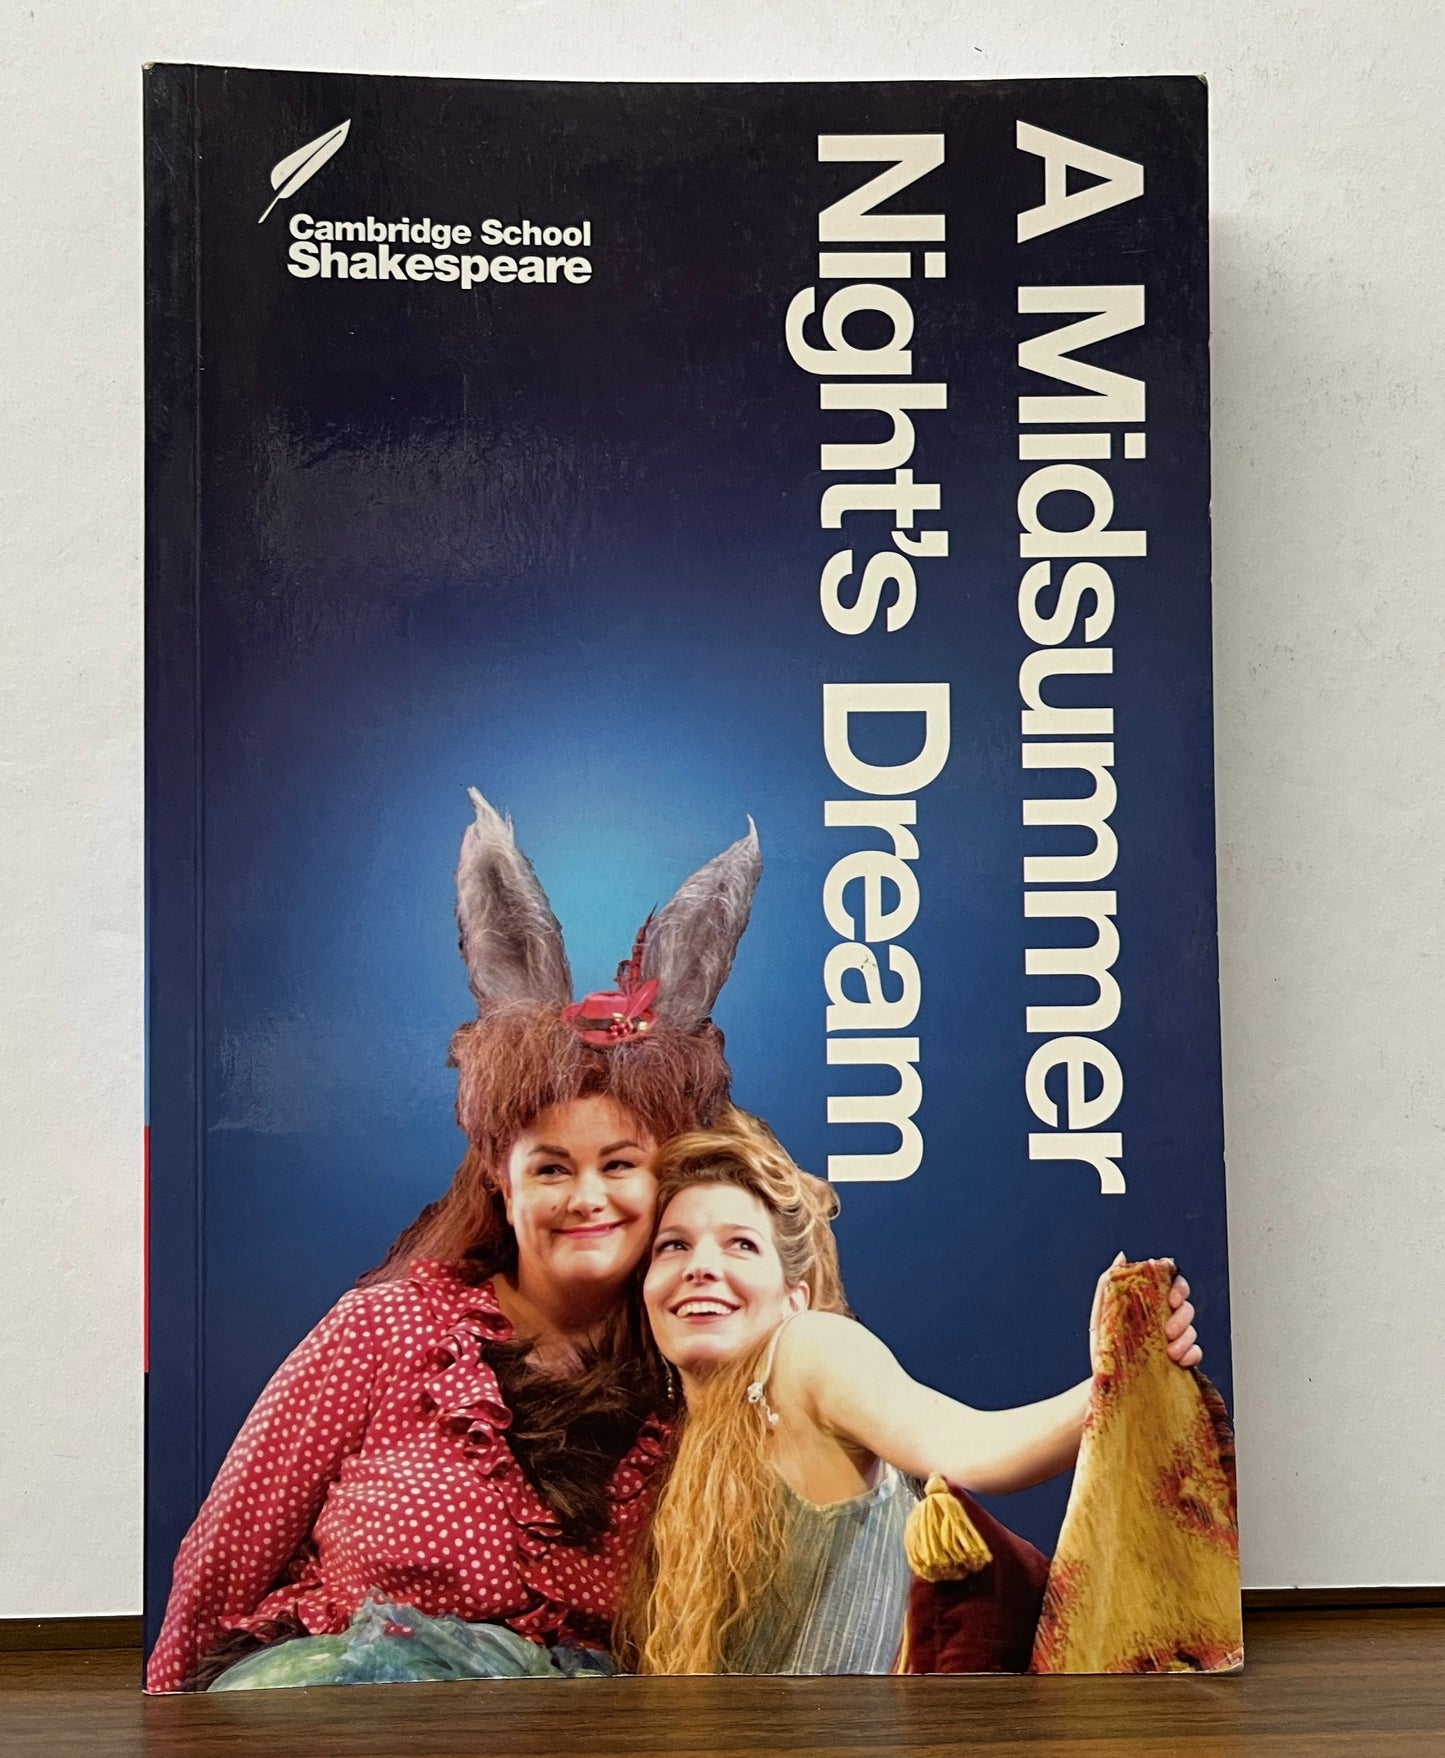 Cambridge School
Shakespeare
A Midsummer
Night's Dream